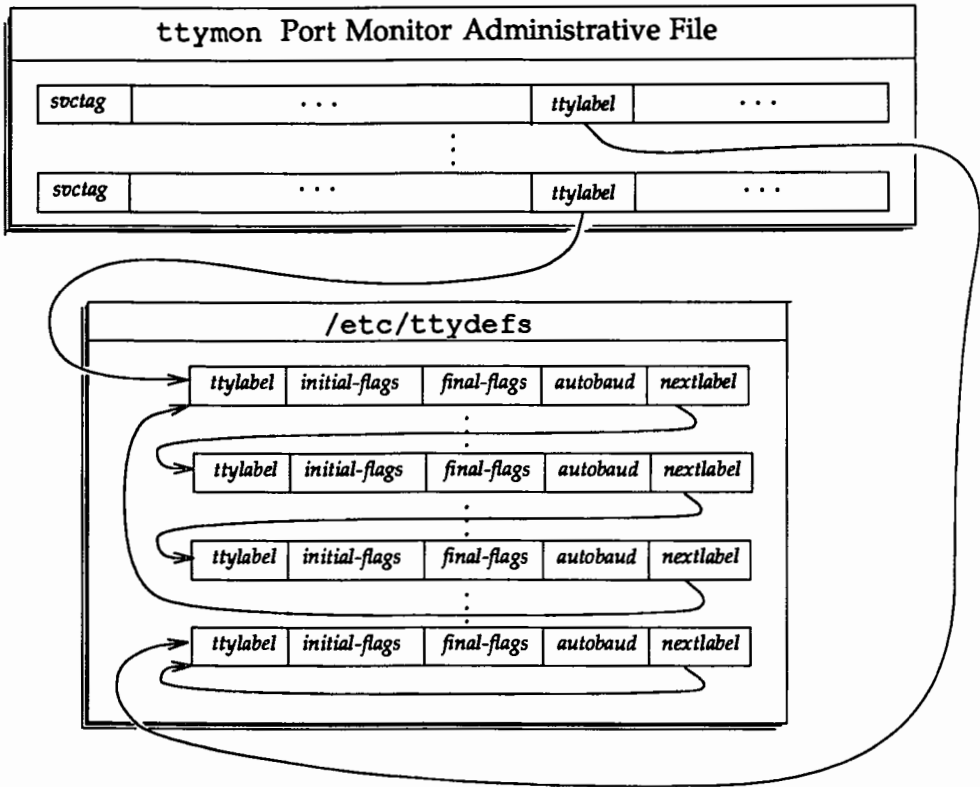 ttymon Port Monitor Administrative File
svctag ... ttylabel ...
svctag ... ttylabel ...
/etc/ttydefs
ttylabel initial-flags final-flags autobaud nextlabel
ttylabel initial-flags final-flags autobaud nextlabel
ttylabel initial-flags final-flags autobaud nextlabel
ttylabel initial-flags final-flags autobaud nextlabel